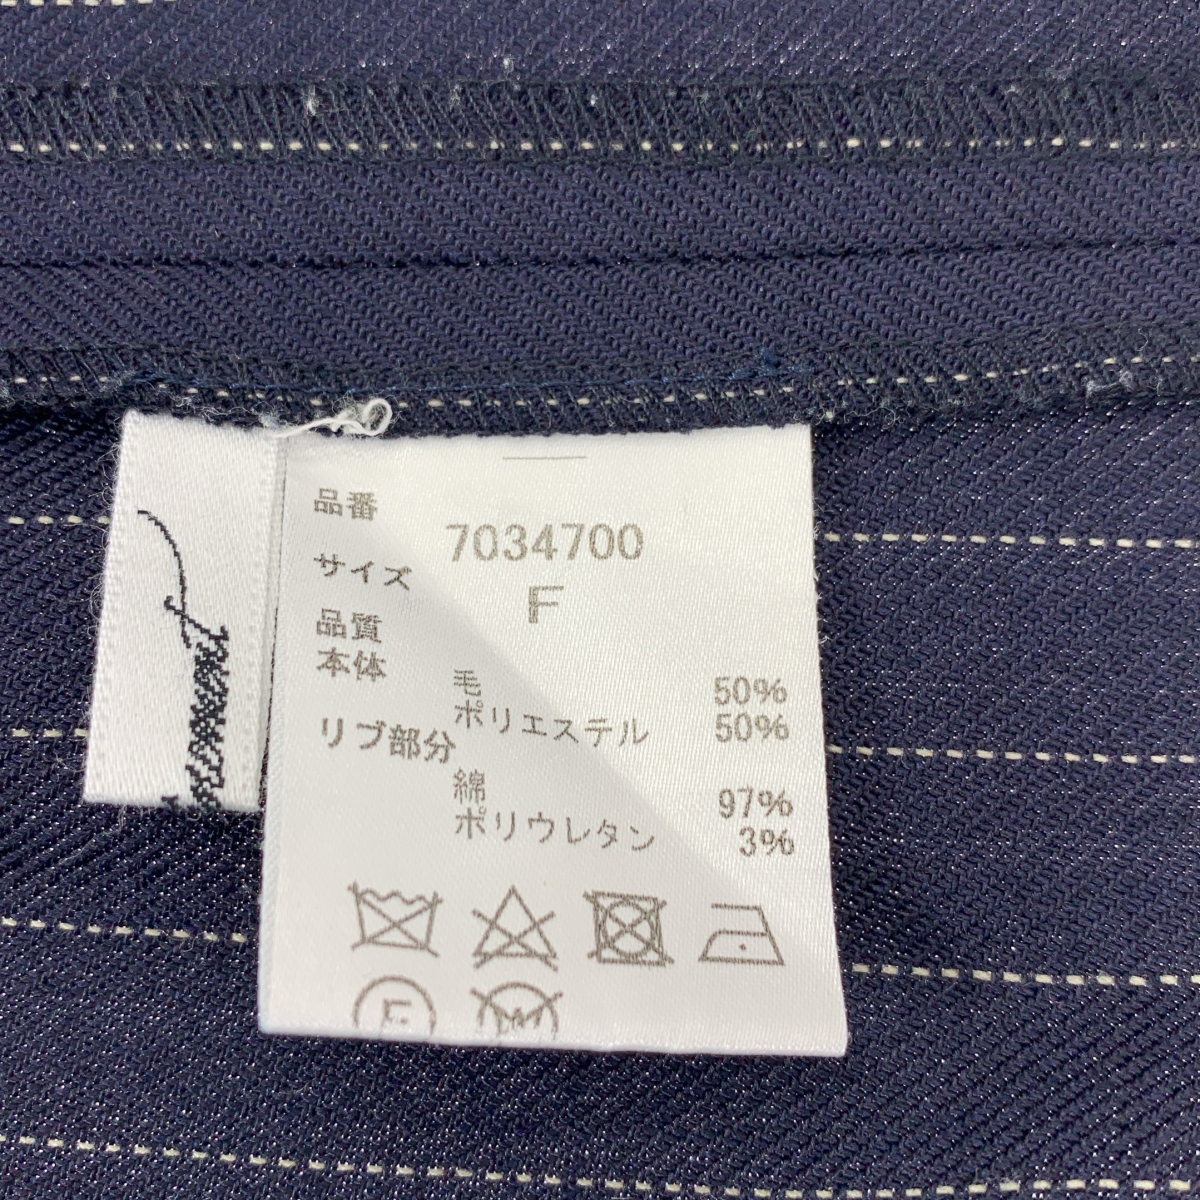 品番
7034700
サイズ
F
品質
本体
毛 50%
ポリエステル 50%
リブ部分
綿 97%
ポリウレタン 3%
F W